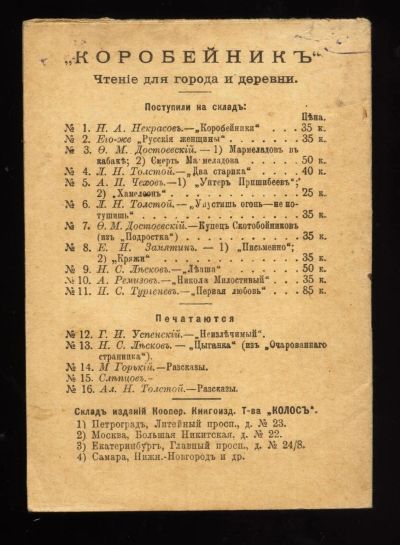 „КОРОБЕЙНИКЪ“
Чтеніе для города и деревни.
Поступили на складъ:
Цѣна.
№ 1. Н. А. Некрасовъ.—„Коробейники“ . . . 35 к.
№ 2. Его-же „Русскія женщины“ . . . . . . . 35 к.
№ 3. Ѳ. М. Достоевскій. — 1) Мармеладовъ въ
кабакѣ; 2) Смерть Мармеладова . . . . . 50 к.
№ 4. Л. Н. Толстой.—„Два старика“ . . . . 40 к.
№ 5. А. П. Чеховъ.—1) „Унтеръ Пришибеевъ“;
2) „Хамелеонъ“ . . . . . . . . . . . 25 к.
№ 6. Л. Н. Толстой. — „Упустишь огонь—не по-
тушишь“ . . . . . . . . . . . . . . 35 к.
№ 7. Ѳ. М. Достоевскій.—Купецъ Скотобойниковъ
(изъ „Подростка“) . . . . . . . . . . 35 к.
№ 8. Е. И. Замятинъ. — 1) „Письменно“;
2) „Кряжи“ . . . . . . . . . . . . . 35 к.
№ 9. Н. С. Лѣсковъ.—„Лѣвша“ . . . . . . 50 к.
№ 10. А. Ремизовъ.—„Никола Милостивый“ . . 35 к.
№ 11. И. С. Тургеневъ.—„Первая любовь“ . . . 85 к.
Печатаются
№ 12. Г. И. Успенскій.—„Неизлѣчимый“.
№ 13. Н. С. Лѣсковъ. — „Цыганка“ (изъ „Очарованнаго
странника“).
№ 14. М Горькій.—Разсказы.
№ 15. Слѣпцовъ.—
№ 16. Ал. Н. Толстой.—Разсказы.
Складъ изданій Коопер. Книгоизд. Т-ва „КОЛОСЪ“.
1) Петроградъ, Литейный просп., д. № 23.
2) Москва, Большая Никитская, д. № 22.
3) Екатеринбургъ, Главный просп., д. № 24/8.
4) Самара, Нижн.-Новгородъ и др.